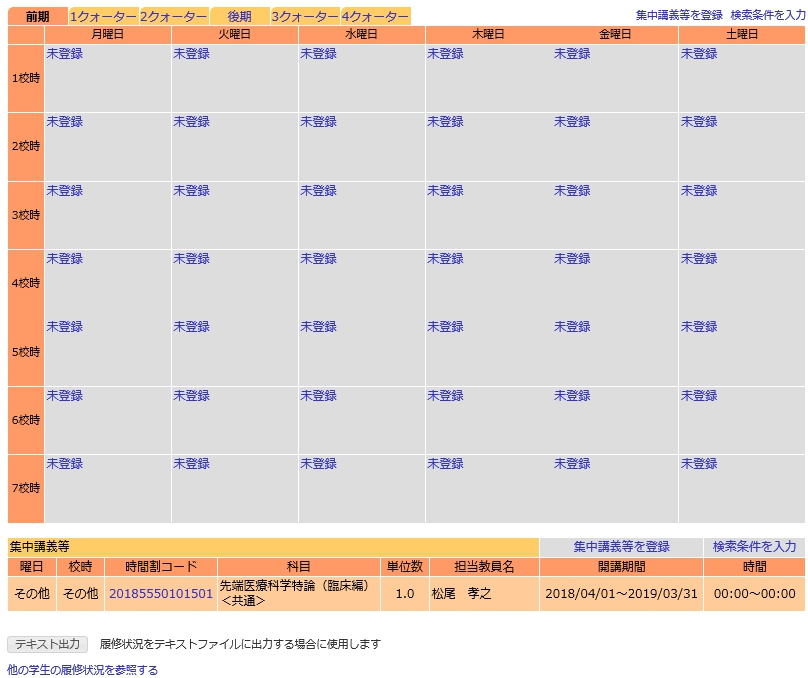 前期 1クォーター 2クォーター 後期 3クォーター 4クォーター 集中講義等を登録 検索条件を入力
月曜日 火曜日 水曜日 木曜日 金曜日 土曜日
1校時 未登録 未登録 未登録 未登録 未登録 未登録
2校時 未登録 未登録 未登録 未登録 未登録 未登録
3校時 未登録 未登録 未登録 未登録 未登録 未登録
4校時 未登録 未登録 未登録 未登録 未登録 未登録
5校時 未登録 未登録 未登録 未登録 未登録 未登録
6校時 未登録 未登録 未登録 未登録 未登録 未登録
7校時 未登録 未登録 未登録 未登録 未登録 未登録
集中講義等 集中講義等を登録 検索条件を入力
曜日 校時 時間割コード 科目 単位数 担当教員名 開講期間 時間
その他 その他 20185550101501 先端医療科学特論（臨床編）
＜共通＞ 1.0 松尾　孝之 2018/04/01～2019/03/31 00:00～00:00
テキスト出力 履修状況をテキストファイルに出力する場合に使用します
他の学生の履修状況を参照する